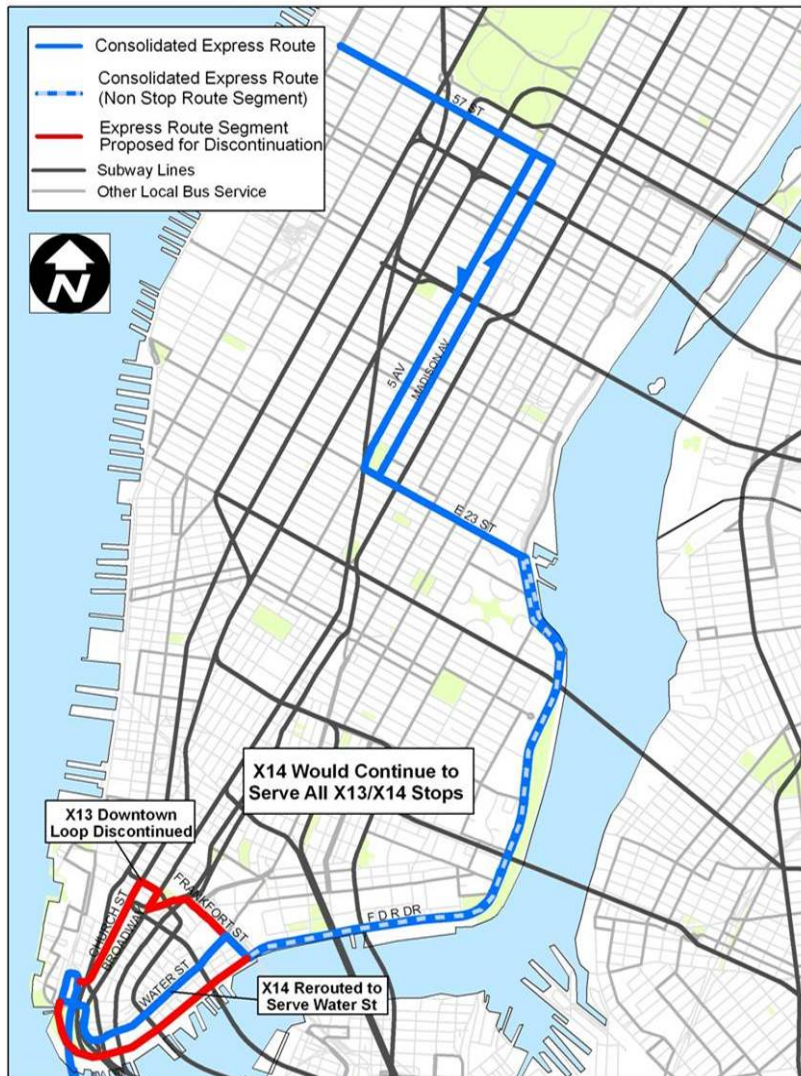 Consolidated Express Route
Consolidated Express Route
(Non Stop Route Segment)
Express Route Segment
Proposed for Discontinuation
Subway Lines
Other Local Bus Service
N
57 ST
5 AV
MADISON AV
E 23 ST
X14 Would Continue to
Serve All X13/X14 Stops
X13 Downtown
Loop Discontinued
CHURCH ST
BROADWAY
FRANKFORT ST
F D R DR
WATER ST
X14 Rerouted to
Serve Water St